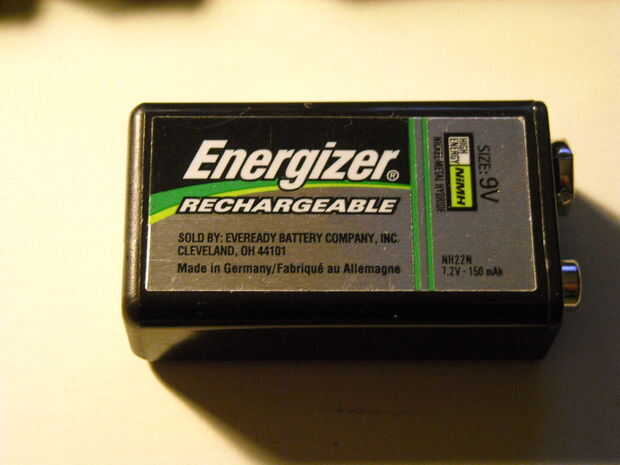 Energizer®
RECHARGEABLE
SOLD BY: EVEREADY BATTERY COMPANY, INC.
CLEVELAND, OH 44101
Made in Germany/Fabriqué au Allemagne
SIZE: 9V
HIGH
ENERGY
NiMH
NICKEL-METAL HYDRIDE
NH22N
7,2V - 150 mAh